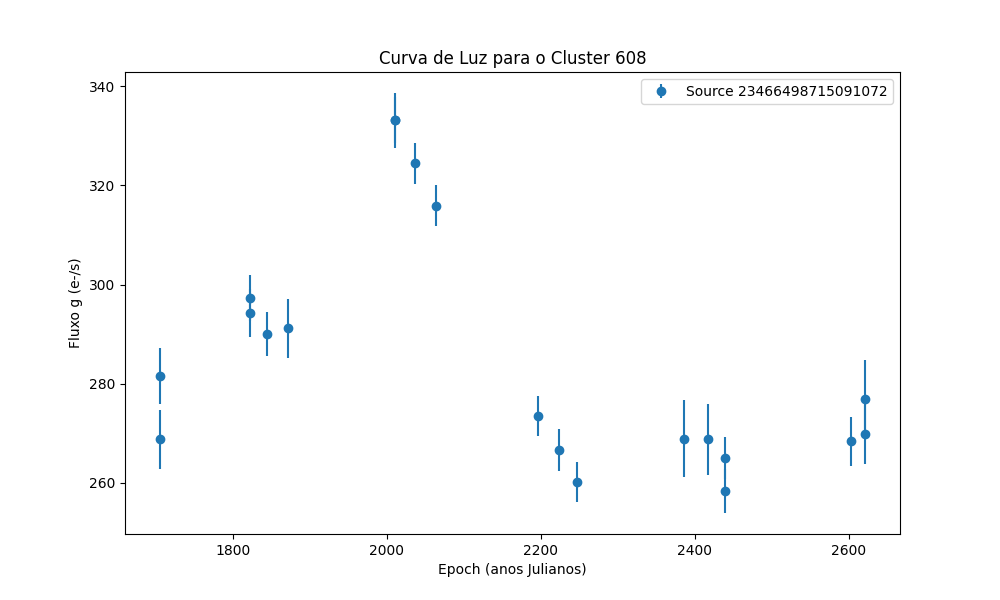 Curva de Luz para o Cluster 608
Source 23466498715091072
340
320
300
280
260
Fluxo g (e-/s)
1800 2000 2200 2400 2600
Epoch (anos Julianos)